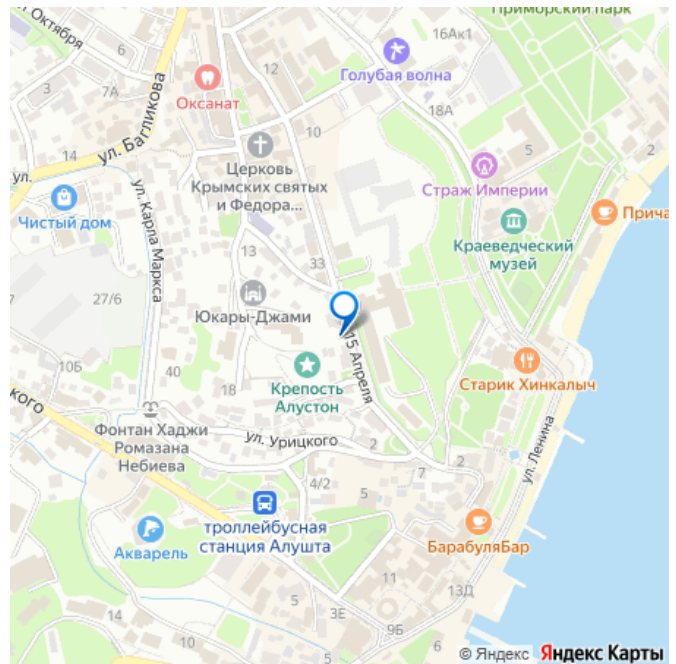 Приморский парк
л Октября
6
16Ак1
12
Голубая волна
3
7А
Оксанат
18А
ул. Багликова
10
14
5
2
ул.
Церковь
Крымских святых
и Федора...
Страж Империи
Чистый дом
ул. Карла Маркса
Прича
Краеведческий
музей
13
33
27/6
Юкары-Джами
15 Апреля
10Б
40
18
Крепость
Алустон
Старик Хинкалыч
кого
Фонтан Хаджи
Ромазана
Небиева
ул. Урицкого
2
7
2
ул. Ленина
4/2
5
троллейбусная
станция Алушта
Акварель
БарабуляБар
11
13Д
5
3Е
9Б
© Яндекс Яндекс Карты